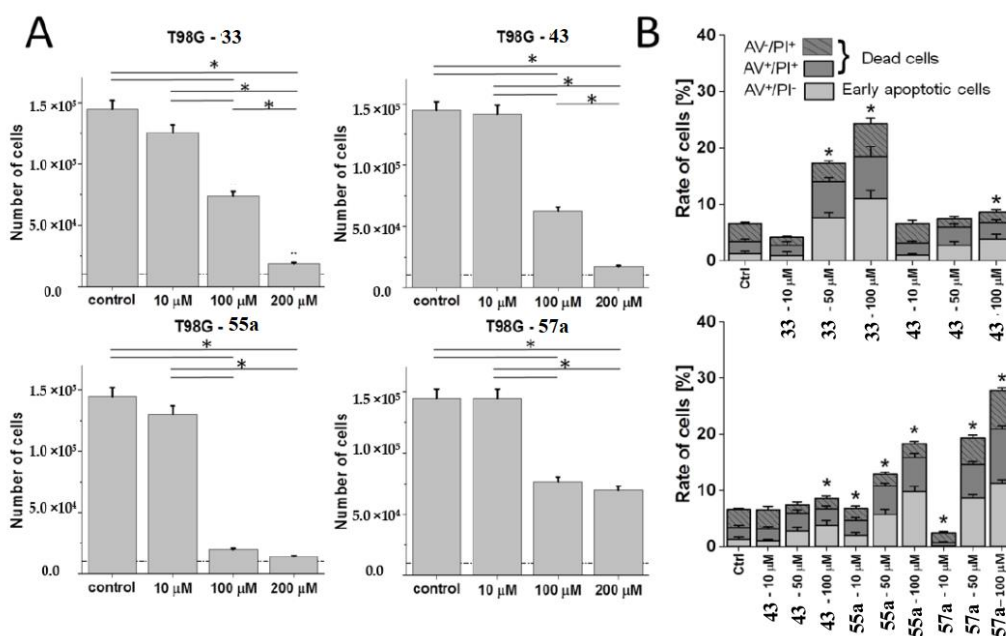 A
T98G - 33
*
*
*
Number of cells
1.5 ×10⁵
1.0 ×10⁵
5.0 ×10⁴
0.0
control 10 μM 100 μM 200 μM
T98G - 43
*
*
*
Number of cells
1.5 ×10⁵
1.0 ×10⁵
5.0 ×10⁴
0.0
control 10 μM 100 μM 200 μM
T98G - 55a
*
*
Number of cells
1.5 ×10⁵
1.0 ×10⁵
5.0 ×10⁴
0.0
control 10 μM 100 μM 200 μM
T98G - 57a
*
*
Number of cells
1.5 ×10⁵
1.0 ×10⁵
5.0 ×10⁴
0.0
control 10 μM 100 μM 200 μM
B
AV⁻/PI⁺
AV⁺/PI⁺
Dead cells
AV⁺/PI⁻ Early apoptotic cells
Rate of cells [%]
40
30
20
10
0
* * *
Ctrl
33 - 10 μM
33 - 50 μM
33 - 100 μM
43 - 10 μM
43 - 50 μM
43 - 100 μM
Rate of cells [%]
40
30
20
10
0
* * * * * * *
Ctrl
43 - 10 μM
43 - 50 μM
43 - 100 μM
55a - 10 μM
55a - 50 μM
55a - 100 μM
57a - 10 μM
57a - 50 μM
57a - 100 μM